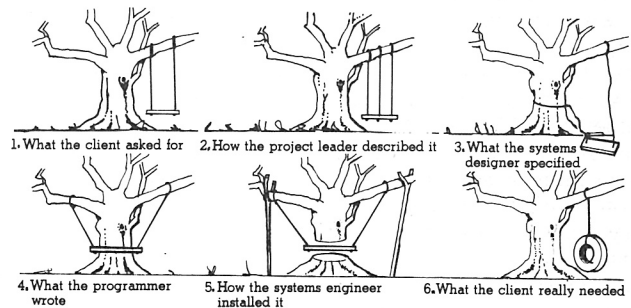 1. What the client asked for
2. How the project leader described it
3. What the systems
designer specified
4. What the programmer
wrote
5. How the systems engineer
installed it
6. What the client really needed